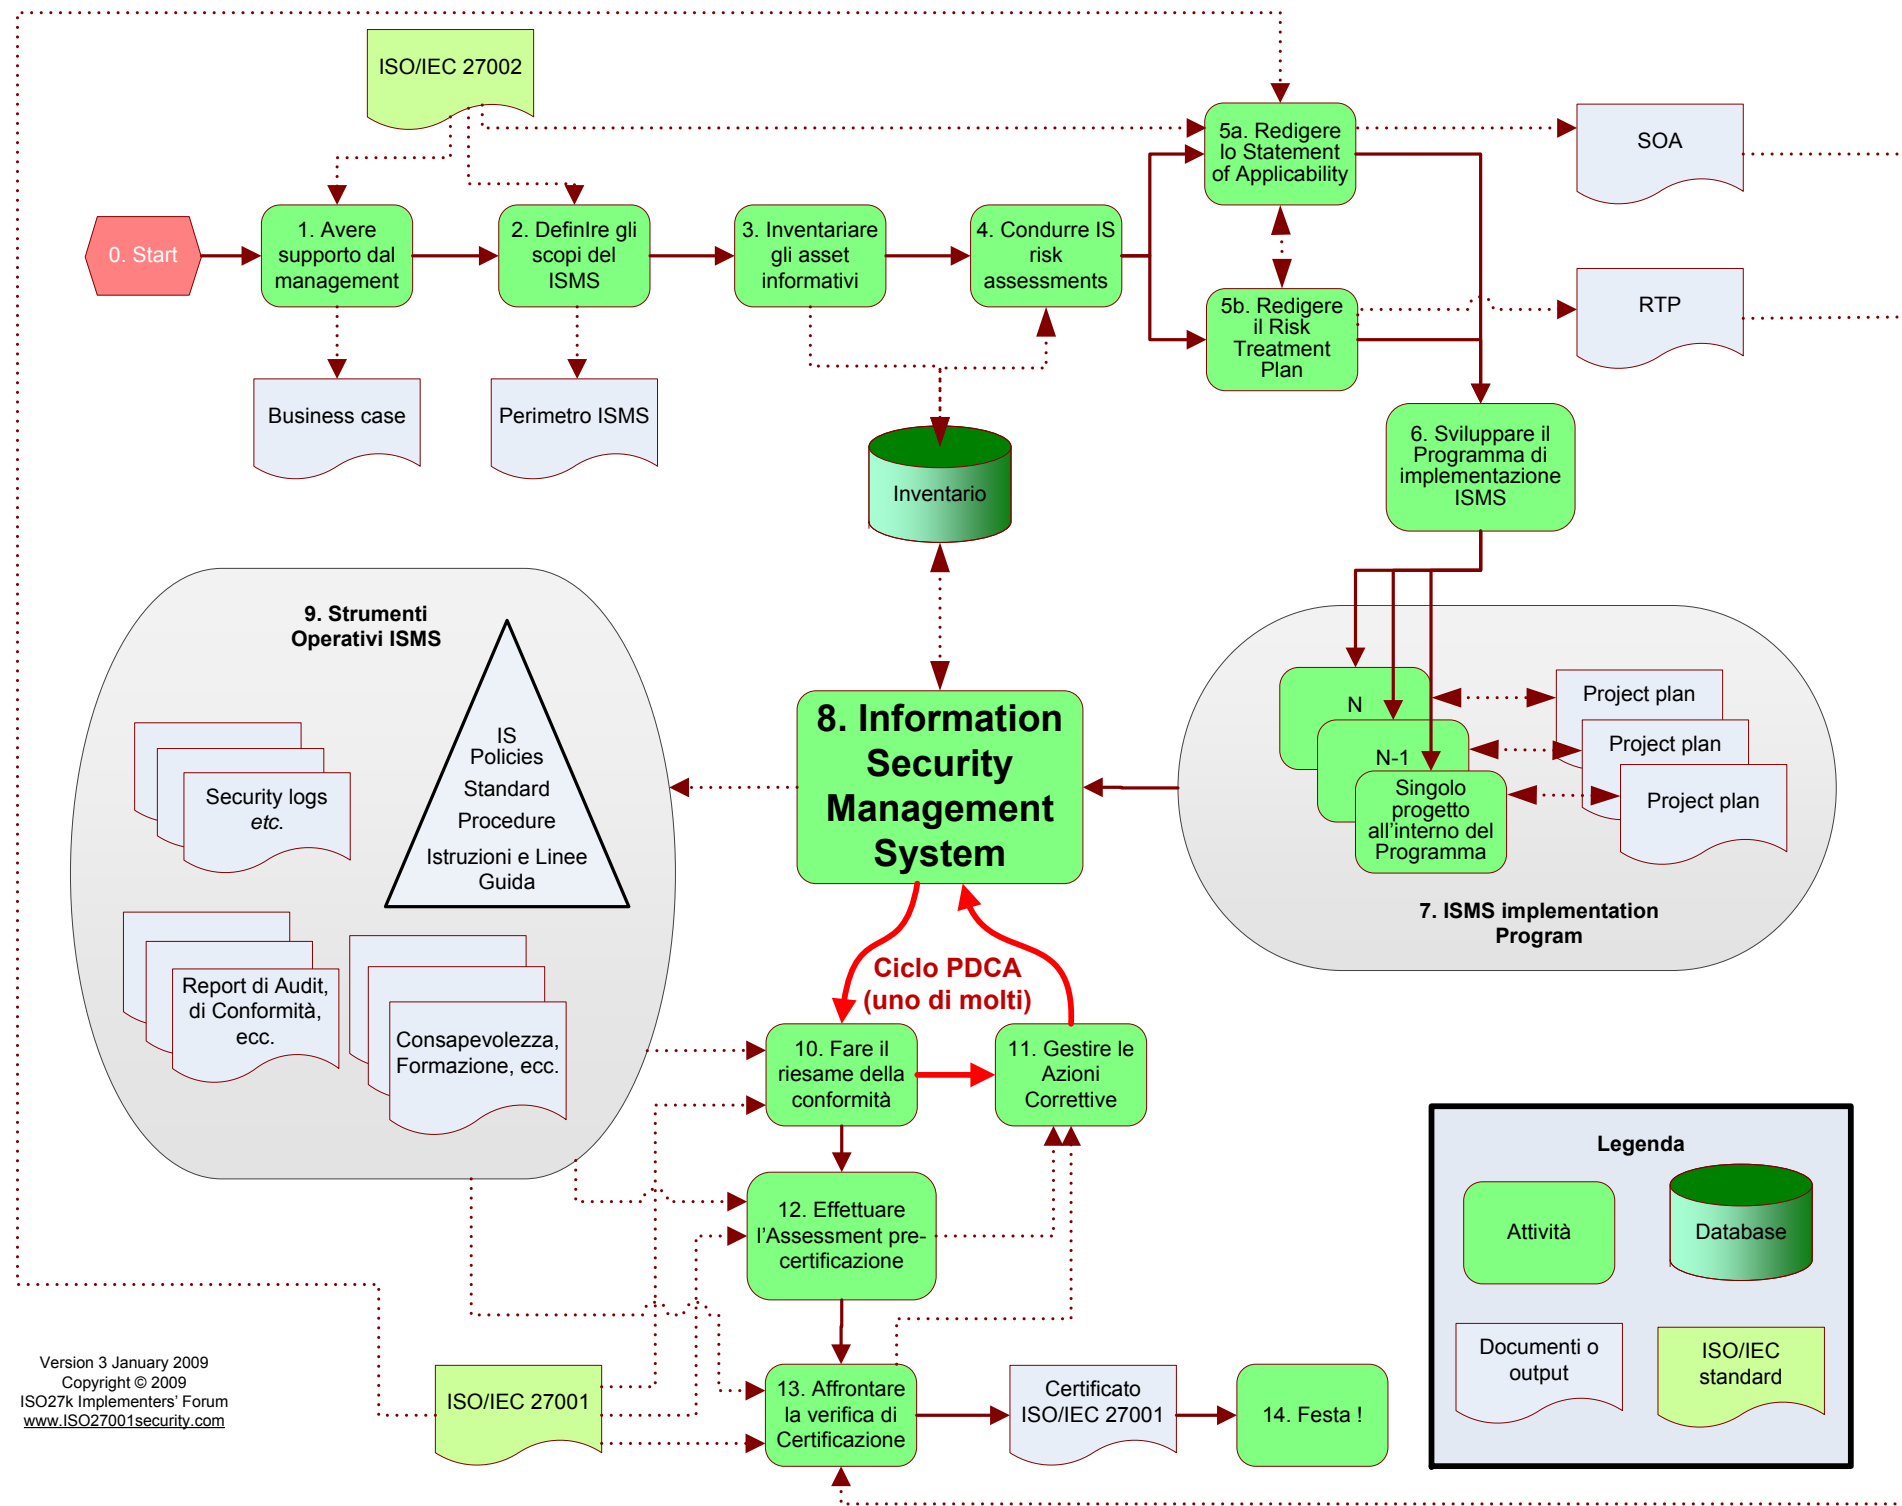 ISO/IEC 27002
5a. Redigere
lo Statement
of Applicability
SOA
0. Start
1. Avere
supporto dal
management
2. DefinIre gli
scopi del
ISMS
3. Inventariare
gli asset
informativi
4. Condurre IS
risk
assessments
5b. Redigere
il Risk
Treatment
Plan
RTP
Business case
Perimetro ISMS
Inventario
6. Sviluppare il
Programma di
implementazione
ISMS
9. Strumenti
Operativi ISMS
IS
Policies
Standard
Procedure
Istruzioni e Linee
Guida
Security logs
etc.
Report di Audit,
di Conformità,
ecc.
Consapevolezza,
Formazione, ecc.
8. Information
Security
Management
System
N
N-1
Singolo
progetto
all'interno del
Programma
Project plan
Project plan
Project plan
7. ISMS implementation
Program
Ciclo PDCA
(uno di molti)
10. Fare il
riesame della
conformità
11. Gestire le
Azioni
Correttive
12. Effettuare
l'Assessment pre-
certificazione
13. Affrontare
la verifica di
Certificazione
ISO/IEC 27001
Certificato
ISO/IEC 27001
14. Festa !
Legenda
Attività
Database
Documenti o
output
ISO/IEC
standard
Version 3 January 2009
Copyright © 2009
ISO27k Implementers' Forum
www.ISO27001security.com